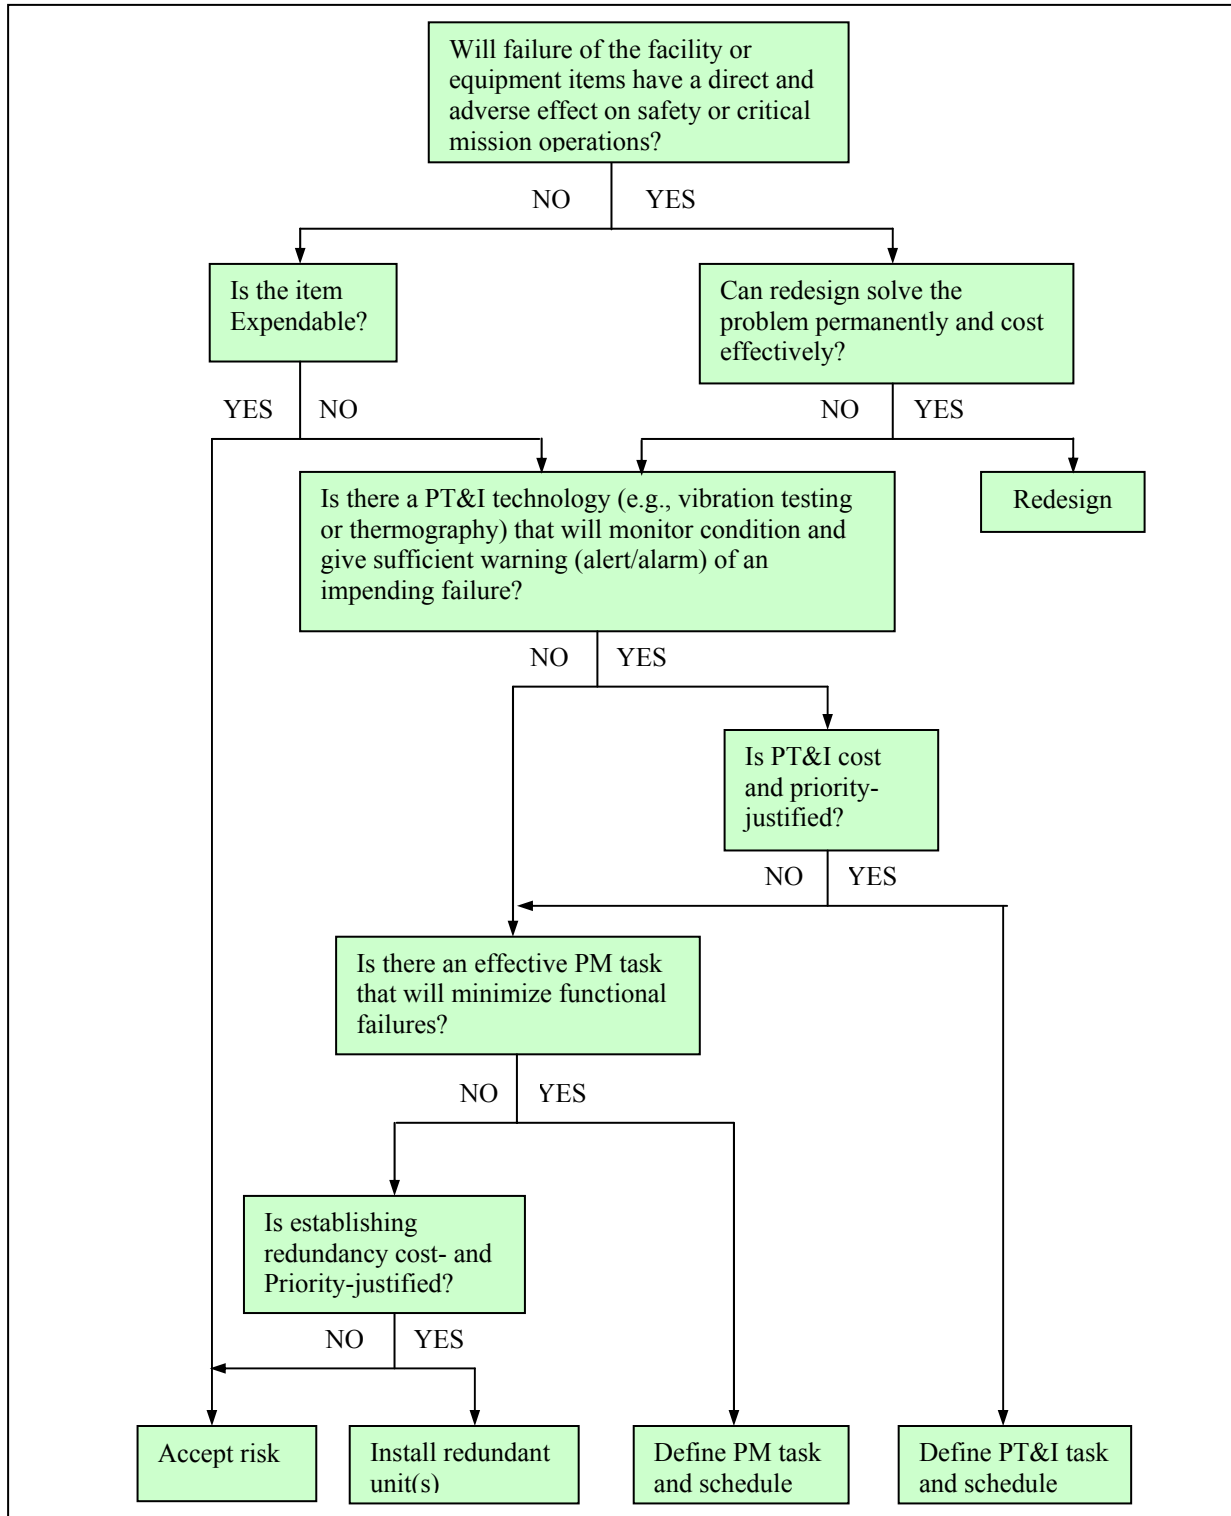 Will failure of the facility or
equipment items have a direct and
adverse effect on safety or critical
mission operations?
NO
YES
Is the item
Expendable?
Can redesign solve the
problem permanently and cost
effectively?
YES
NO
NO
YES
Is there a PT&I technology (e.g., vibration testing
or thermography) that will monitor condition and
give sufficient warning (alert/alarm) of an
impending failure?
Redesign
NO
YES
Is PT&I cost
and priority-
justified?
NO
YES
Is there an effective PM task
that will minimize functional
failures?
NO
YES
Is establishing
redundancy cost- and
Priority-justified?
NO
YES
Accept risk
Install redundant
unit(s)
Define PM task
and schedule
Define PT&I task
and schedule